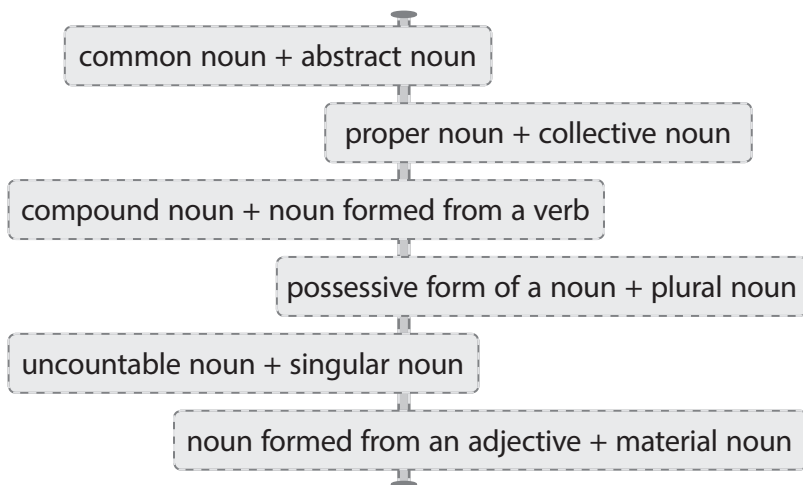 common noun + abstract noun
proper noun + collective noun
compound noun + noun formed from a verb
possessive form of a noun + plural noun
uncountable noun + singular noun
noun formed from an adjective + material noun